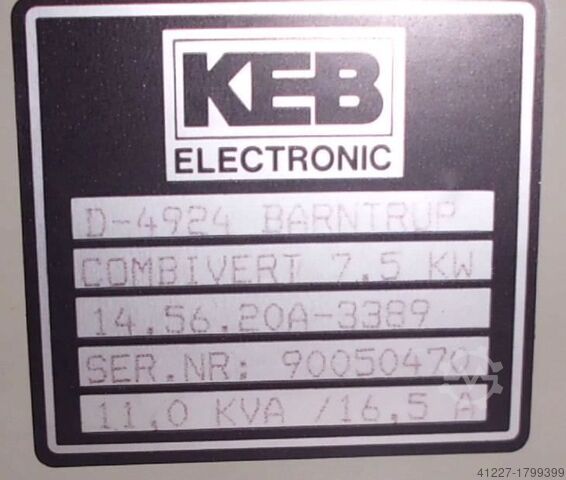 KEB
ELECTRONIC
D-4924 BARNTRUP
COMBIVERT 7.5 KW
14.56.20A-3389
SER.NR:
11,0 KVA /16,5 A
41227-1799399